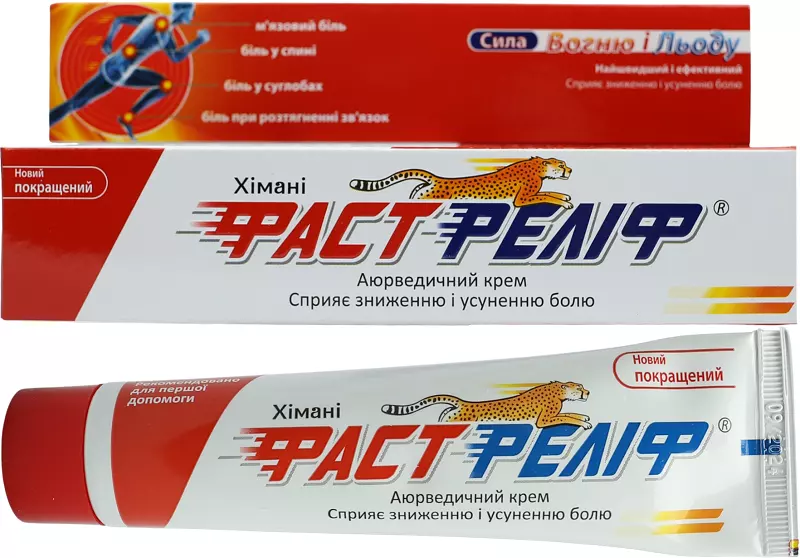 м'язовий біль
біль у спині
біль у суглобах
біль при розтягненні зв'язок
Сила Вогню і Льоду
Найшвидший і ефективний
Сприяє зниженню і усуненню болю
Новий
покращений
Хімані
ФАСТ РЕЛІФ®
Аюрведичний крем
Сприяє зниженню і усуненню болю
Рекомендовано
для першої
допомоги
Новий
покращений
Хімані
ФАСТ РЕЛІФ®
Аюрведичний крем
Сприяє зниженню і усуненню болю
09/2024